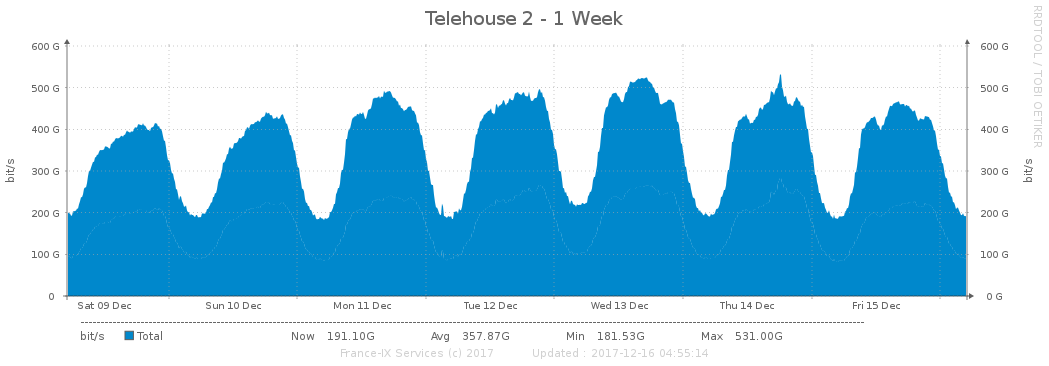 Telehouse 2 - 1 Week
RRDTOOL / TOBI OETIKER
bit/s
600 G
500 G
400 G
300 G
200 G
100 G
0
600 G
500 G
400 G
300 G
200 G
100 G
0 G
bit/s
Sat 09 Dec Sun 10 Dec Mon 11 Dec Tue 12 Dec Wed 13 Dec Thu 14 Dec Fri 15 Dec
bit/s Total Now 191.10G Avg 357.87G Min 181.53G Max 531.00G
France-IX Services (c) 2017 Updated : 2017-12-16 04:55:14